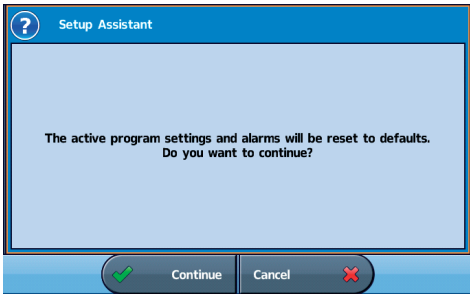 ?
Setup Assistant
The active program settings and alarms will be reset to defaults.
Do you want to continue?
Continue
Cancel